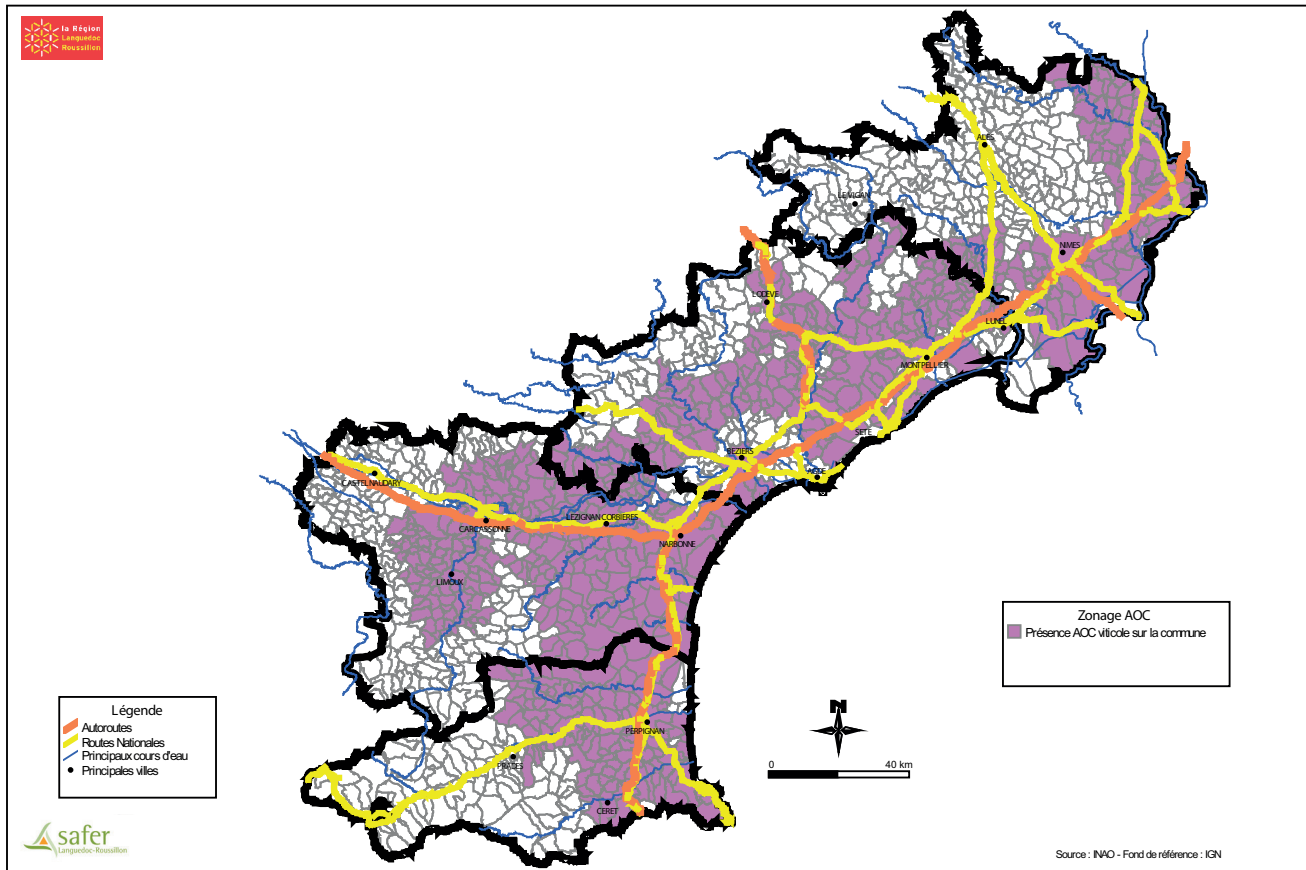 la Région
Languedoc
Roussillon
ALES
LE VIGAN
NIMES
LODEVE
LUNEL
MONTPELLIER
SETE
BEZIERS
AGDE
CASTELNAUDARY
LEZIGNAN CORBIERES
CARCASSONNE
NARBONNE
LIMOUX
Zonage AOC
Présence AOC viticole sur la commune
Légende
Autoroutes
Routes Nationales
Principaux cours d'eau
Principales villes
N
PERPIGNAN
PRADES
0 40 km
CERET
safer
Languedoc-Roussillon
Source : INAO - Fond de référence : IGN